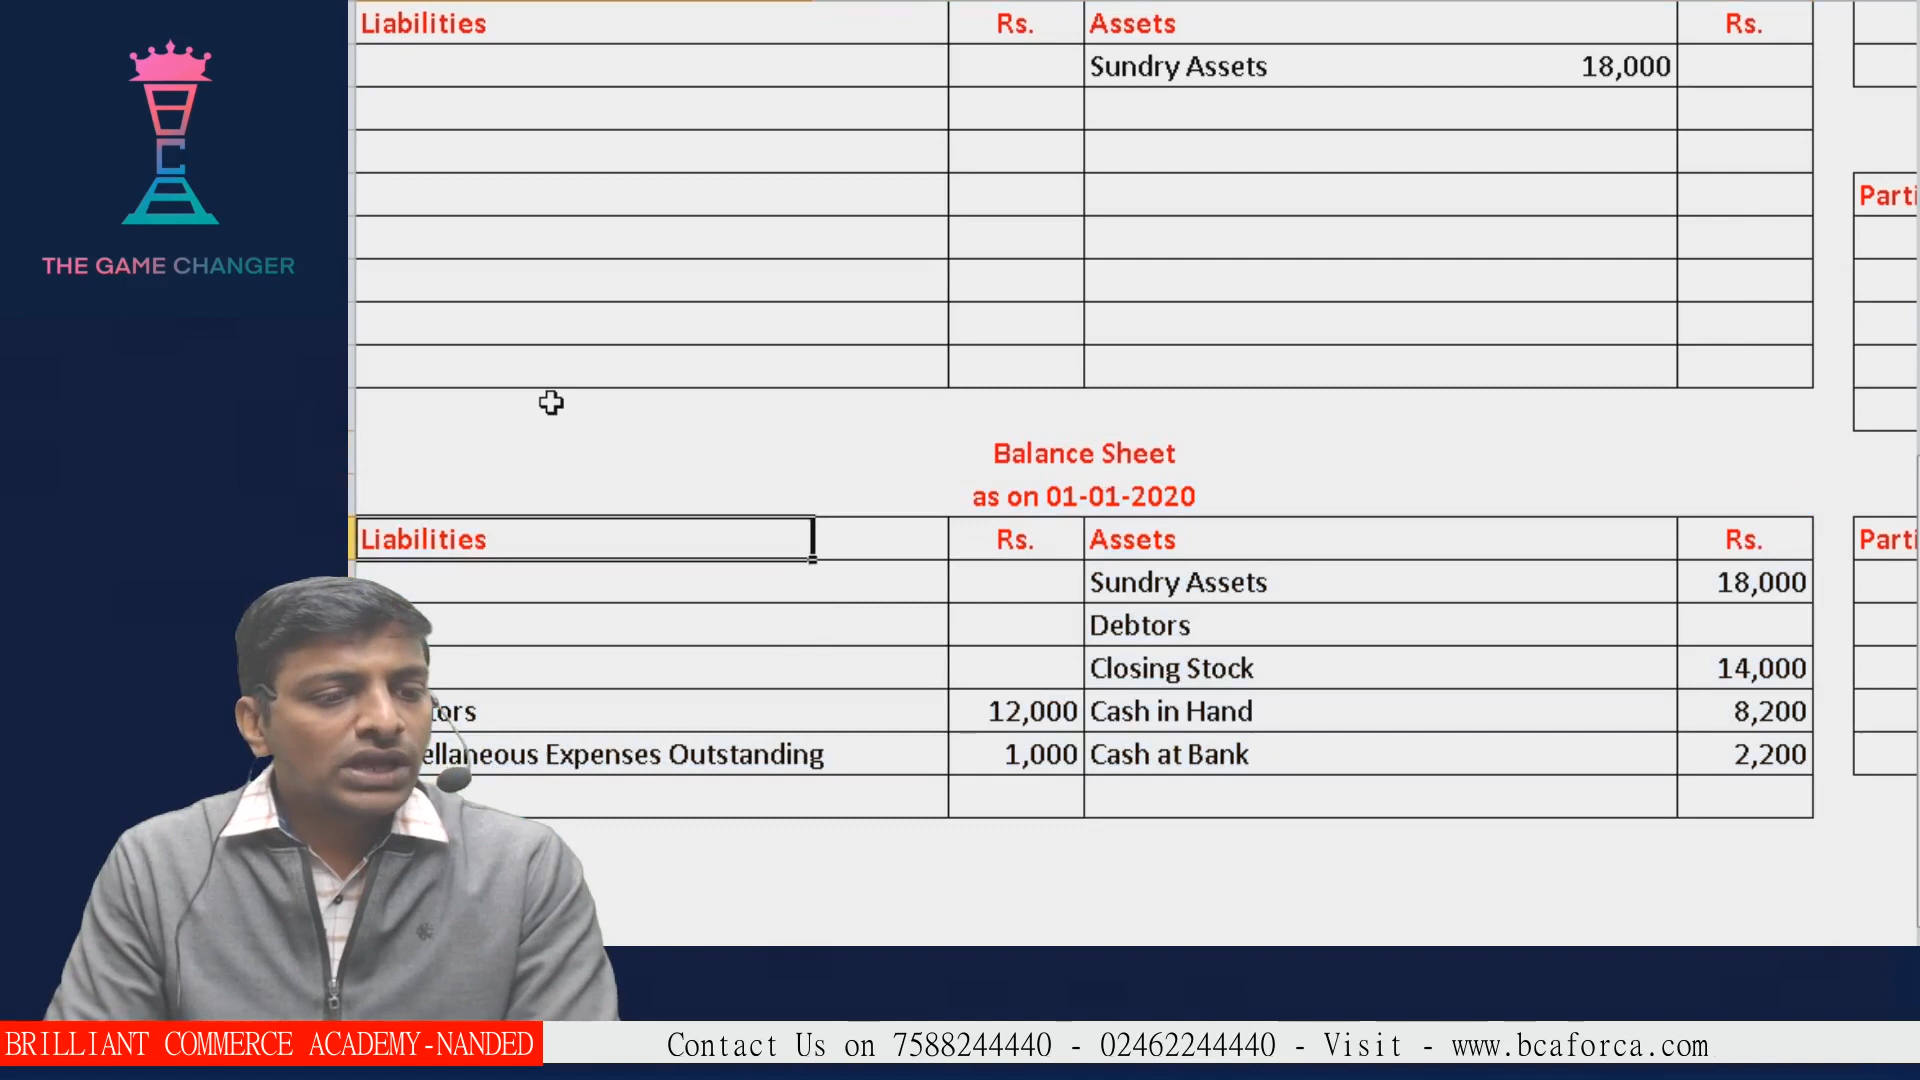 THE GAME CHANGER
Liabilities Rs. Assets Rs.
Sundry Assets 18,000
Parti
Balance Sheet
as on 01-01-2020
Liabilities Rs. Assets Rs. Parti
Sundry Assets 18,000
Debtors
Closing Stock 14,000
tors 12,000 Cash in Hand 8,200
ellaneous Expenses Outstanding 1,000 Cash at Bank 2,200
BRILLIANT COMMERCE ACADEMY-NANDED Contact Us on 7588244440 - 02462244440 - Visit - www.bcaforca.com